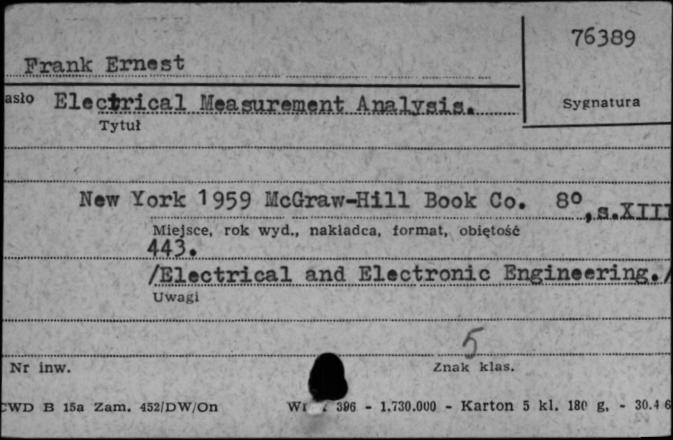 76389
Frank Ernest
asło Electrical Measurement Analysis. Sygnatura
Tytuł
New York 1959 McGraw-Hill Book Co. 8°, s.XIII
Miejsce, rok wyd., nakładca, format, objętość
443.
/Electrical and Electronic Engineering./
Uwagi
5
Nr inw. Znak klas.
CWD B 15a Zam. 452/DW/On 396 - 1.730.000 - Karton 5 kl. 180 g. - 30.4 6